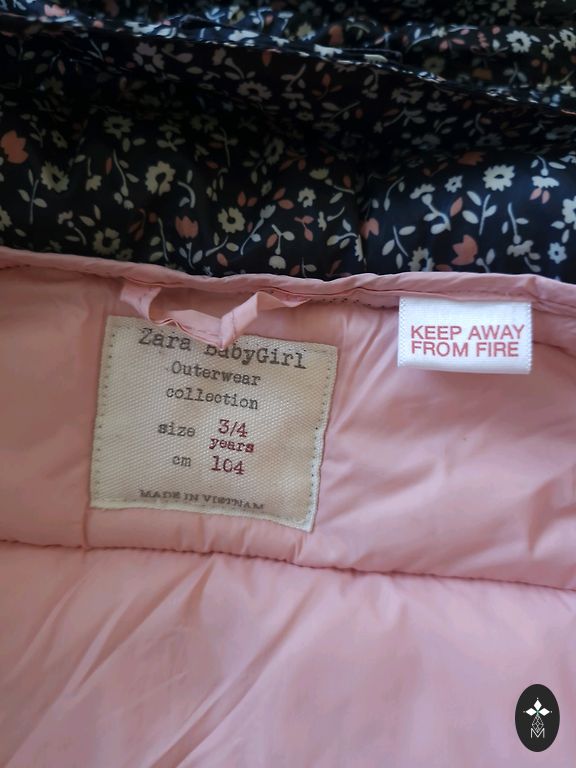 Zara BabyGirl
Outerwear
collection
size 3/4
years
cm 104
MADE IN VIETNAM
KEEP AWAY
FROM FIRE
M